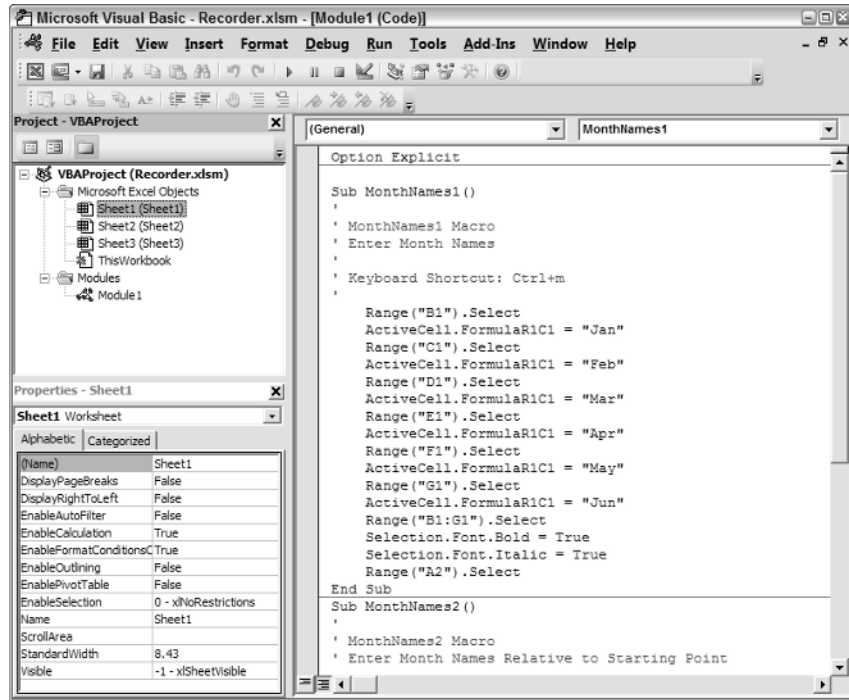 Microsoft Visual Basic - Recorder.xlsm - [Module1 (Code)]
File Edit View Insert Format Debug Run Tools Add-Ins Window Help
Project - VBAProject
VBAProject (Recorder.xlsm)
Microsoft Excel Objects
Sheet1 (Sheet1)
Sheet2 (Sheet2)
Sheet3 (Sheet3)
ThisWorkbook
Modules
Module1
Properties - Sheet1
Sheet1 Worksheet
Alphabetic Categorized
(Name) Sheet1
DisplayPageBreaks False
DisplayRightToLeft False
EnableAutoFilter False
EnableCalculation True
EnableFormatConditionsC True
EnableOutlining False
EnablePivotTable False
EnableSelection 0 - xlNoRestrictions
Name Sheet1
ScrollArea
StandardWidth 8.43
Visible -1 - xlSheetVisible
(General) MonthNames1
Option Explicit
Sub MonthNames1()
'
' MonthNames1 Macro
' Enter Month Names
'
' Keyboard Shortcut: Ctrl+m
'
Range("B1").Select
ActiveCell.FormulaR1C1 = "Jan"
Range("C1").Select
ActiveCell.FormulaR1C1 = "Feb"
Range("D1").Select
ActiveCell.FormulaR1C1 = "Mar"
Range("E1").Select
ActiveCell.FormulaR1C1 = "Apr"
Range("F1").Select
ActiveCell.FormulaR1C1 = "May"
Range("G1").Select
ActiveCell.FormulaR1C1 = "Jun"
Range("B1:G1").Select
Selection.Font.Bold = True
Selection.Font.Italic = True
Range("A2").Select
End Sub
Sub MonthNames2()
'
' MonthNames2 Macro
' Enter Month Names Relative to Starting Point